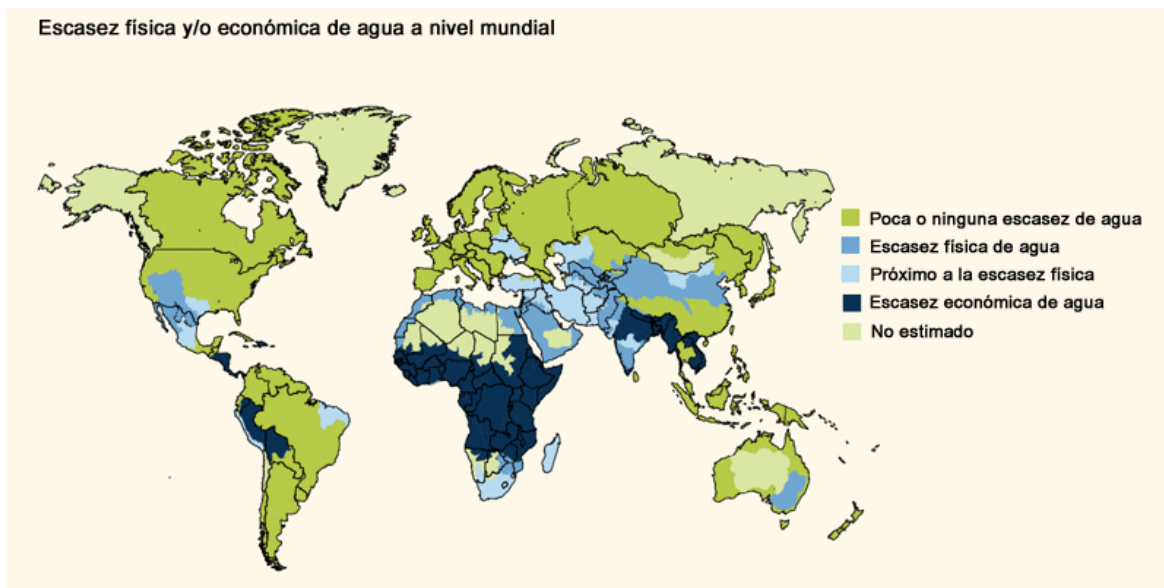 Escasez física y/o económica de agua a nivel mundial
Poca o ninguna escasez de agua
Escasez física de agua
Próximo a la escasez física
Escasez económica de agua
No estimado